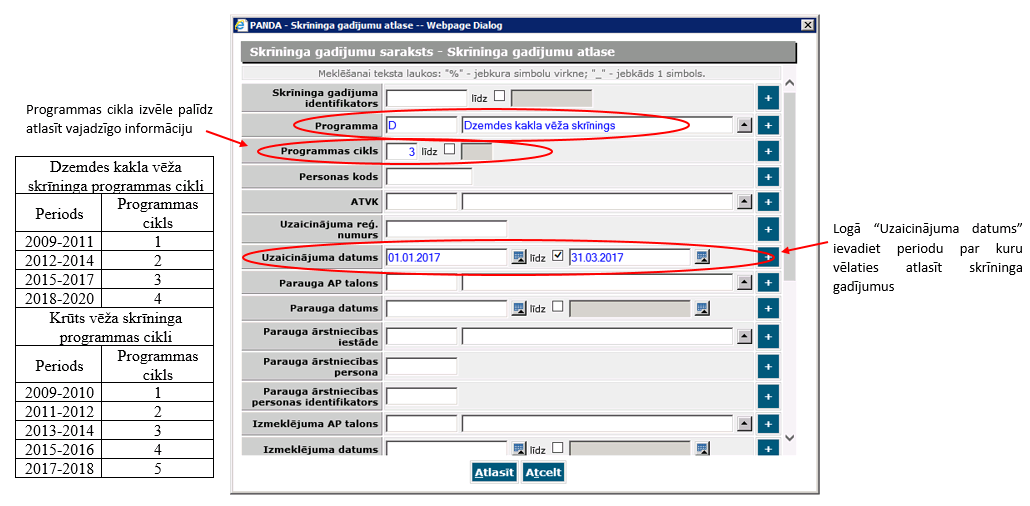 PANDA - Skrīninga gadījumu atlase -- Webpage Dialog
Skrīninga gadījumu saraksts - Skrīninga gadījumu atlase
Meklēšanai teksta laukos: "%" - jebkura simbolu virkne; "_" - jebkāds 1 simbols.
Skrīninga gadījuma
identifikators
līdz
+
Programma
D
Dzemdes kakla vēža skrīnings
+
Programmas cikls
3
līdz
+
Personas kods
+
ATVK
+
Uzaicinājuma reģ.
numurs
+
Uzaicinājuma datums
01.01.2017
līdz
31.03.2017
+
Parauga AP talons
+
Parauga datums
līdz
+
Parauga ārstniecības
iestāde
+
Parauga ārstniecības
persona
+
Parauga ārstniecības
personas identifikators
+
Izmeklējuma AP talons
+
Izmeklējuma datums
līdz
+
Atlasīt
Atcelt
Programmas cikla izvēle palīdz
atlasīt vajadzīgo informāciju
Dzemdes kakla vēža
skrīninga programmas cikli
Periods
Programmas
cikls
2009-2011 1
2012-2014 2
2015-2017 3
2018-2020 4
Krūts vēža skrīninga
programmas cikli
Periods
Programmas
cikls
2009-2010 1
2011-2012 2
2013-2014 3
2015-2016 4
2017-2018 5
Logā “Uzaicinājuma datums”
ievadiet periodu par kuru
vēlaties atlasīt skrīninga
gadījumus